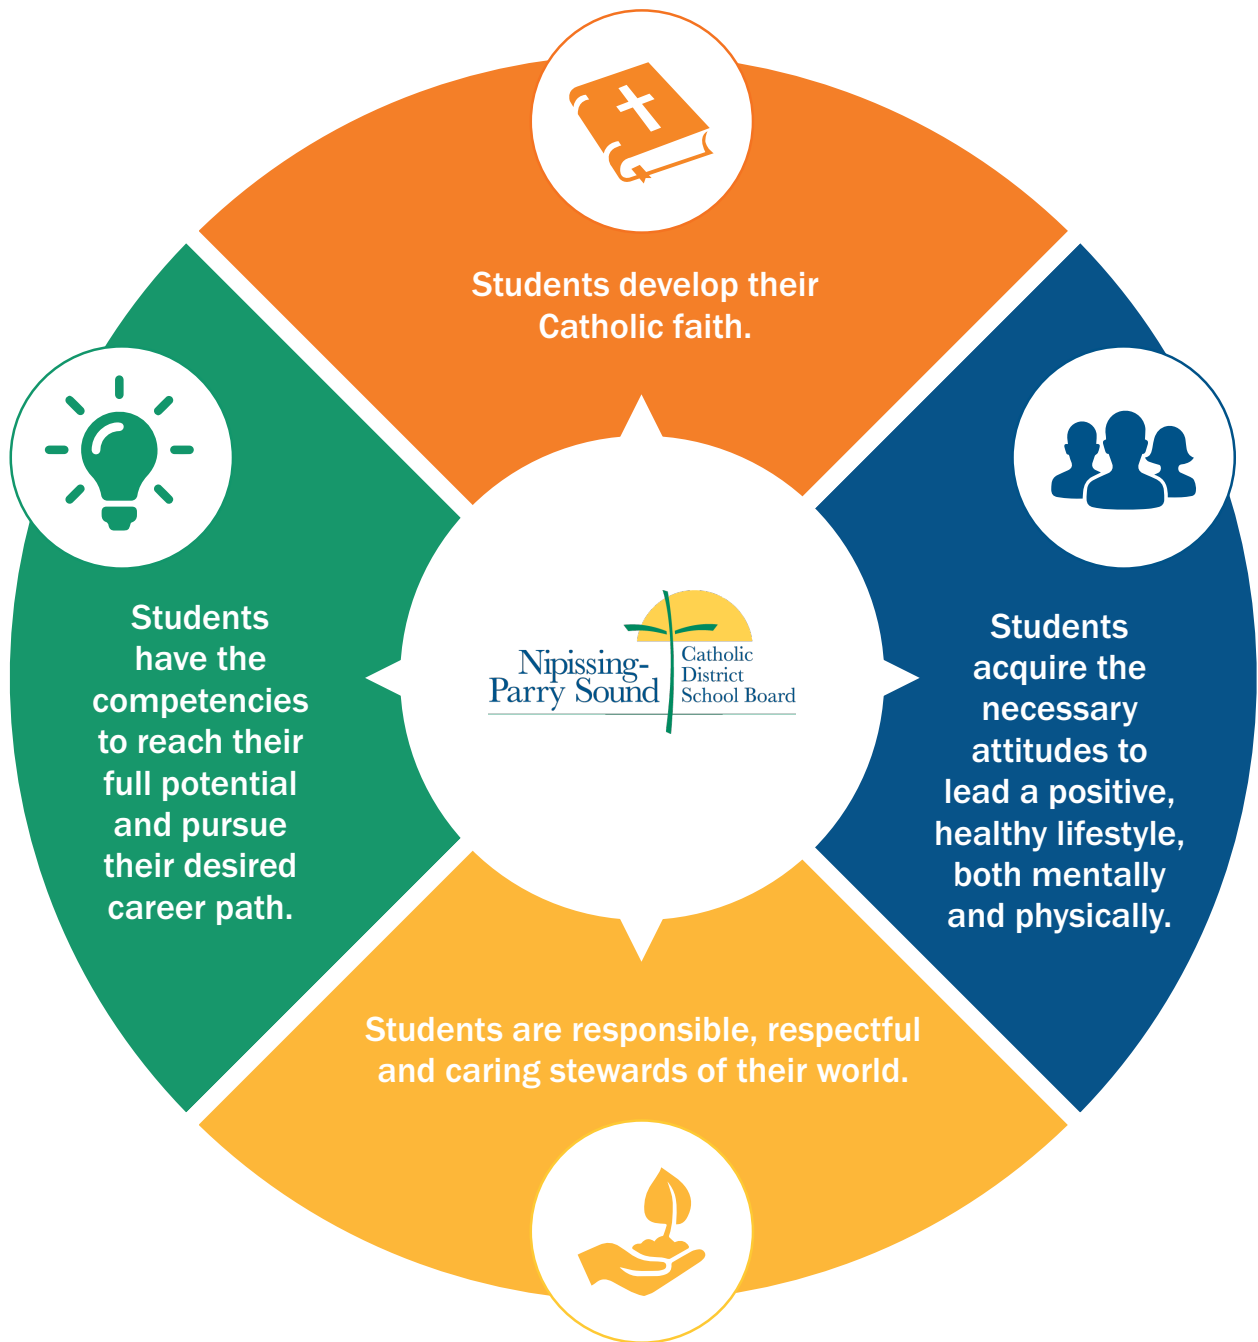 Students develop their
Catholic faith.
Students
have the
competencies
to reach their
full potential
and pursue
their desired
career path.
Nipissing-
Parry Sound
Catholic
District
School Board
Students
acquire the
necessary
attitudes to
lead a positive,
healthy lifestyle,
both mentally
and physically.
Students are responsible, respectful
and caring stewards of their world.